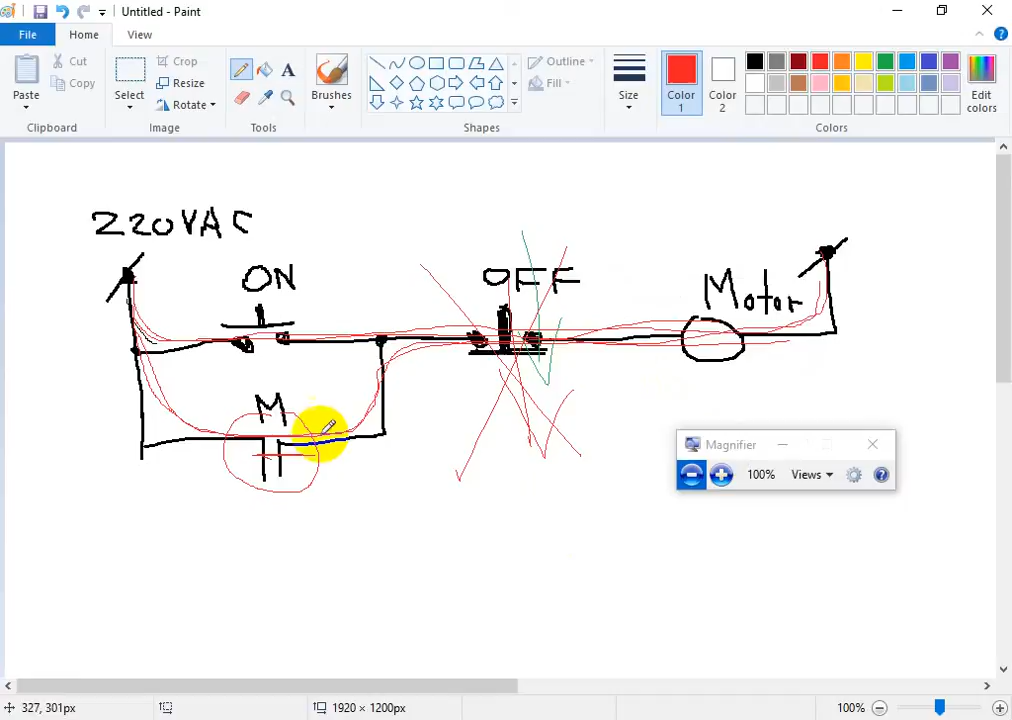 Untitled - Paint
File Home View
Paste
Cut
Copy
Clipboard
Select
Crop
Resize
Rotate
Image
A
Tools
Brushes
Outline
Fill
Shapes
Size
Color 1
Color 2
Edit colors
Colors
220VAC
ON
OFF
Motor
M
Magnifier
100% Views
327, 301px
1920 × 1200px
100%